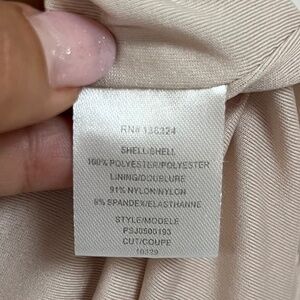 RN# 136324
SHELL/SHELL
100% POLYESTER/POLYESTER
LINING/DOUBLURE
91% NYLON/NYLON
9% SPANDEX/ELASTHANNE
STYLE/MODELE
PSJ0500193
CUT/COUPE
10329